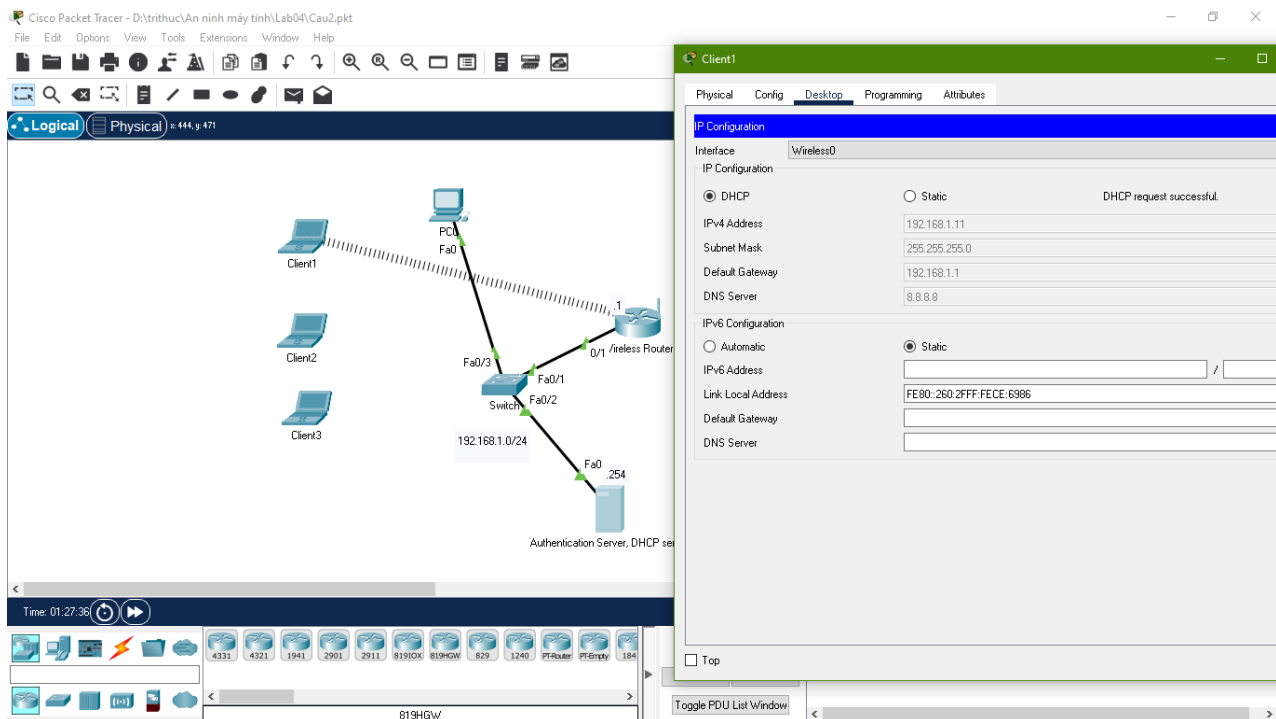 Cisco Packet Tracer - D:\trithuc\An ninh máy tính\Lab04\Cau2.pkt
File Edit Options View Tools Extensions Window Help
Logical Physical x: 444, y: 471
PC0
Fa0
Client1
.1
0/1
/ireless Router
Client2
Fa0/3
Fa0/1
Switch
Fa0/2
Client3
192.168.1.0/24
Fa0
.254
Authentication Server, DHCP ser
Time: 01:27:36
4331 4321 1941 2901 2911 819IOX 819HGW 829 1240 PT-Router PT-Empty 184
819HGW
Toggle PDU List Window
Client1
Physical Config Desktop Programming Attributes
IP Configuration
Interface Wireless0
IP Configuration
DHCP Static DHCP request successful.
IPv4 Address 192.168.1.11
Subnet Mask 255.255.255.0
Default Gateway 192.168.1.1
DNS Server 8.8.8.8
IPv6 Configuration
Automatic Static
IPv6 Address /
Link Local Address FE80::260:2FFF:FECE:6986
Default Gateway
DNS Server
Top